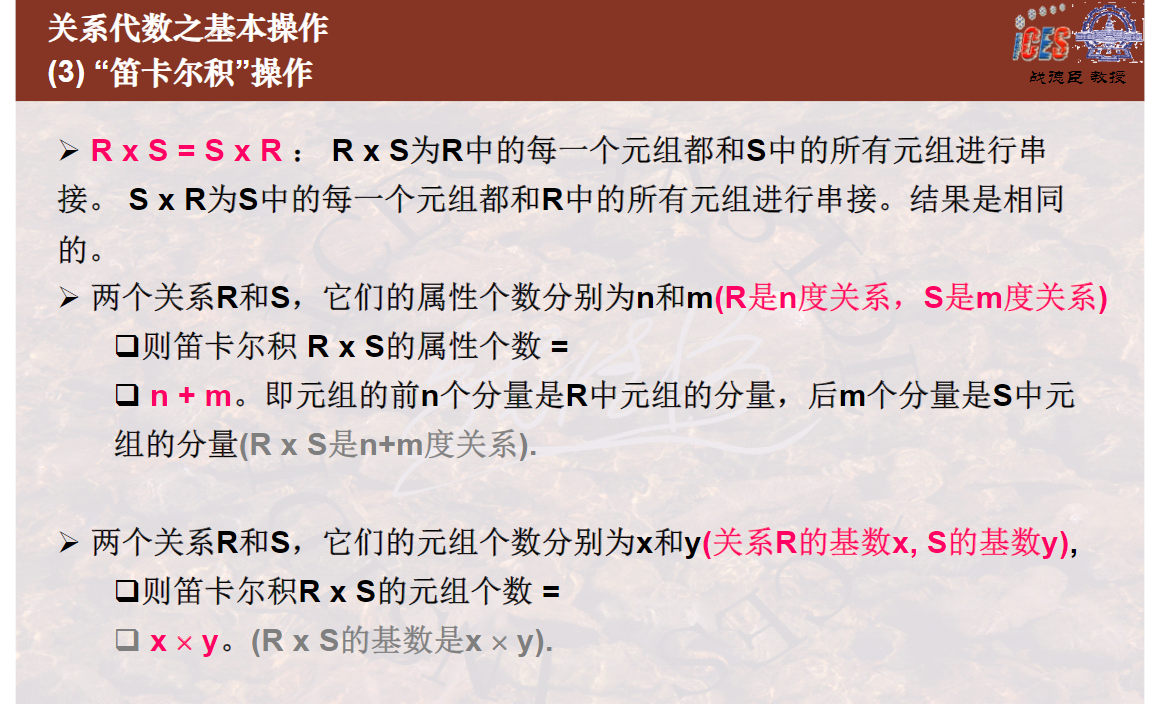 关系代数之基本操作
(3) “笛卡尔积”操作
iCES
战德臣 教授
➢ R x S = S x R ： R x S为R中的每一个元组都和S中的所有元组进行串
接。 S x R为S中的每一个元组都和R中的所有元组进行串接。结果是相同
的。
➢ 两个关系R和S，它们的属性个数分别为n和m(R是n度关系，S是m度关系)
❑则笛卡尔积 R x S的属性个数 =
❑ n + m。即元组的前n个分量是R中元组的分量，后m个分量是S中元
组的分量(R x S是n+m度关系).
➢ 两个关系R和S，它们的元组个数分别为x和y(关系R的基数x, S的基数y),
❑则笛卡尔积R x S的元组个数 =
❑ x × y。(R x S的基数是x × y).